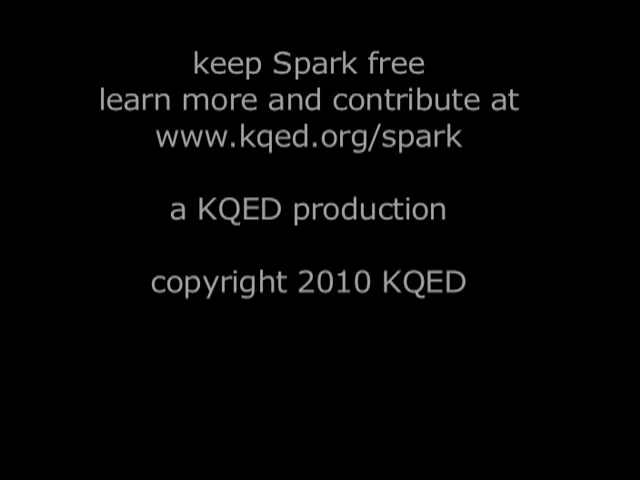 keep Spark free
learn more and contribute at
www.kqed.org/spark
a KQED production
copyright 2010 KQED